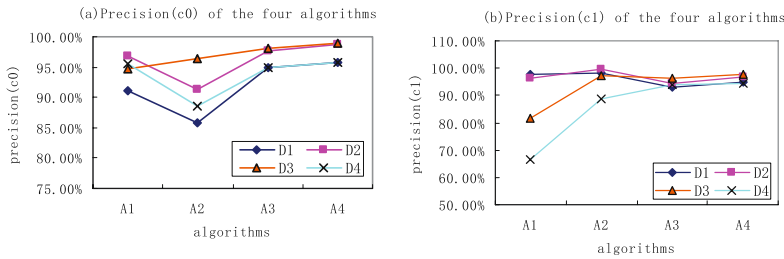 (a)Precision(c0) of the four algorithms
100.00%
95.00%
90.00%
85.00%
80.00%
75.00%
precision(c0)
A1 A2 A3 A4
algorithms
D1 D2
D3 D4
(b)Precision(c1) of the four algorithms
110.00%
100.00%
90.00%
80.00%
70.00%
60.00%
50.00%
precision(c1)
A1 A2 A3 A4
algorithms
D1 D2
D3 D4